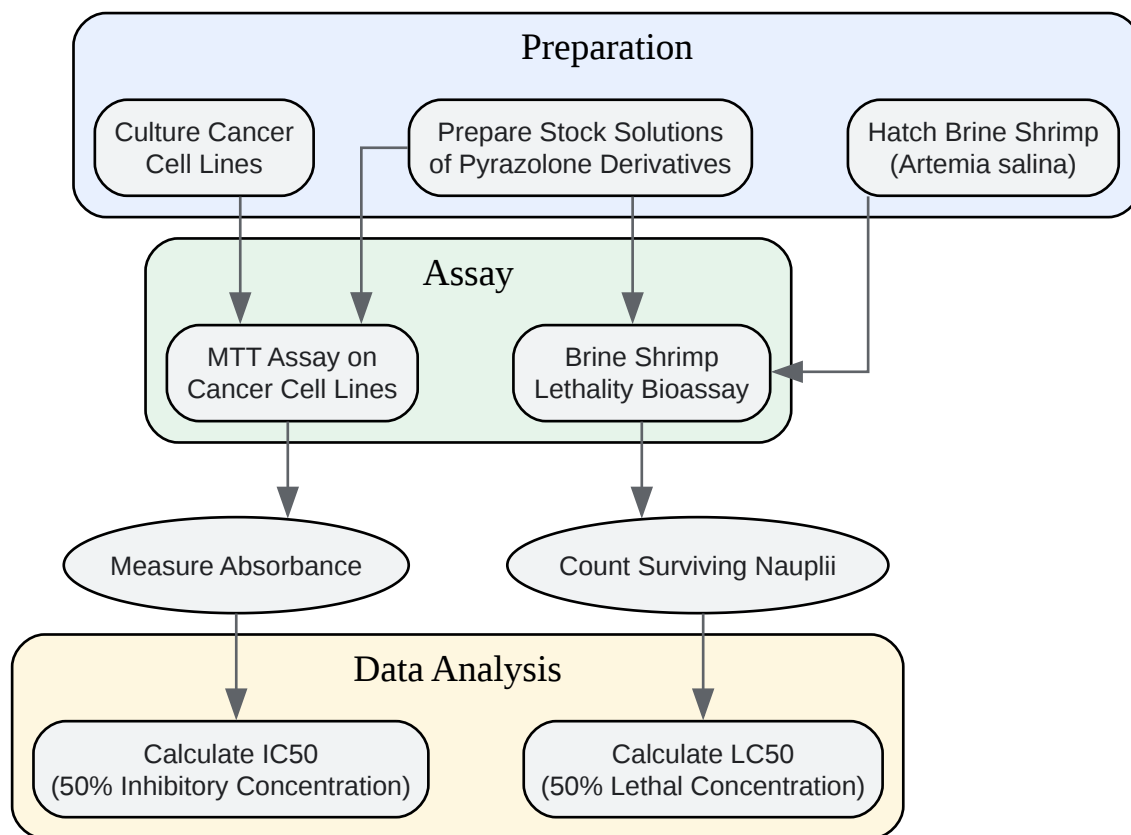 Preparation
Culture Cancer
Cell Lines
Prepare Stock Solutions
of Pyrazolone Derivatives
Hatch Brine Shrimp
(Artemia salina)
Assay
MTT Assay on
Cancer Cell Lines
Brine Shrimp
Lethality Bioassay
Measure Absorbance
Count Surviving Nauplii
Data Analysis
Calculate IC50
(50% Inhibitory Concentration)
Calculate LC50
(50% Lethal Concentration)